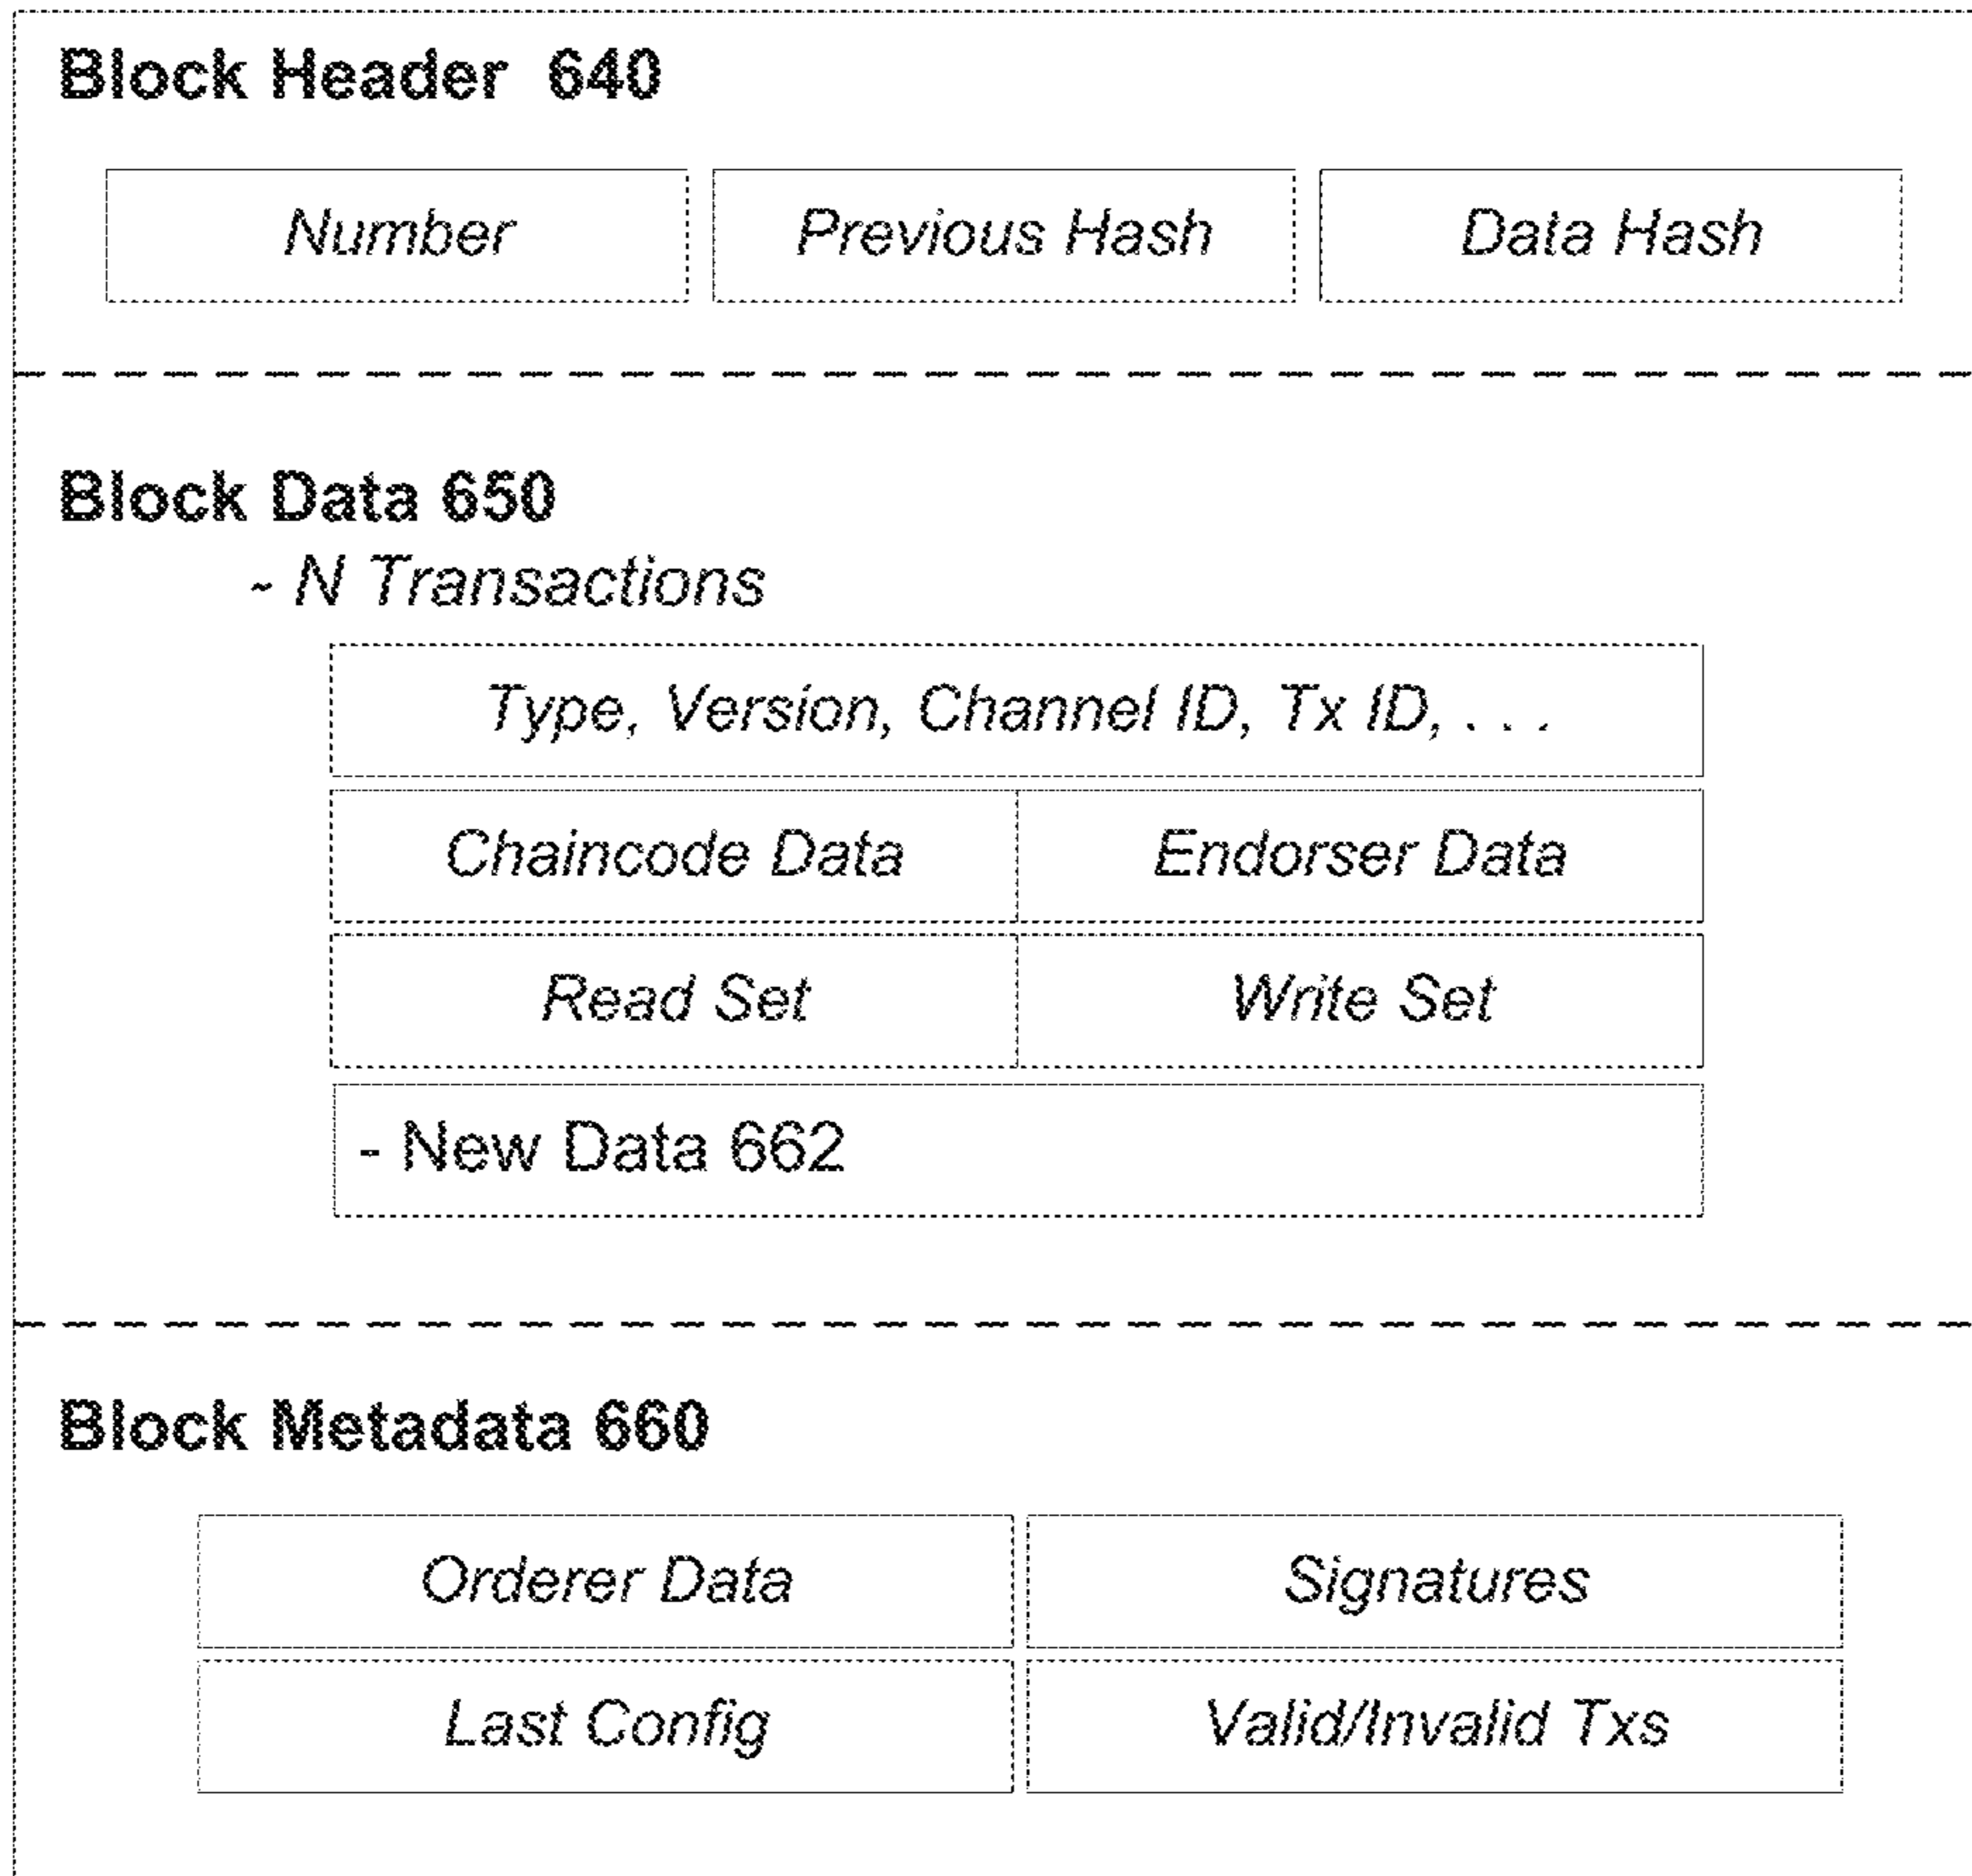 Block Header 640
Number Previous Hash Data Hash
Block Data 650
- N Transactions
Type, Version, Channel ID, Tx ID, . . .
Chaincode Data Endorser Data
Read Set Write Set
- New Data 662
Block Metadata 660
Orderer Data Signatures
Last Config Valid/Invalid Txs